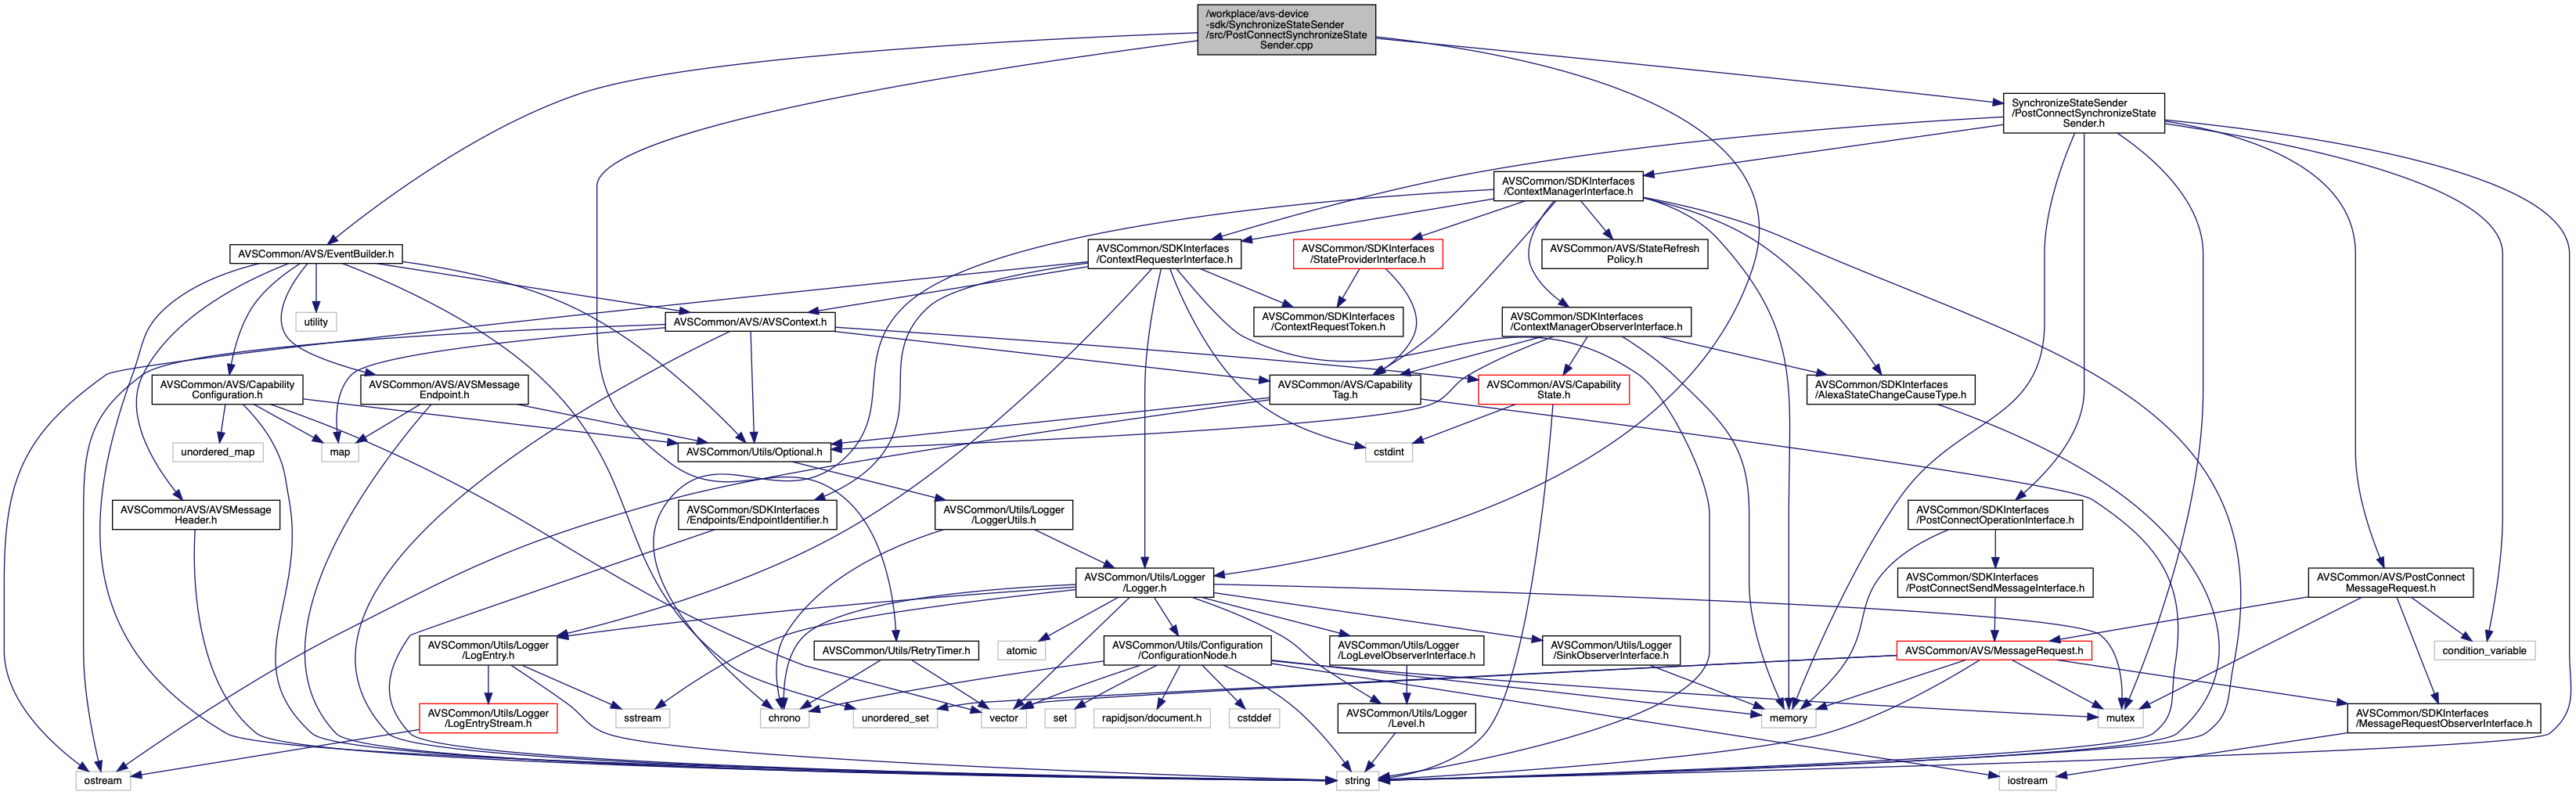 /workplace/avs-device
-sdk/SynchronizeStateSender
/src/PostConnectSynchronizeState
Sender.cpp
SynchronizeStateSender
/PostConnectSynchronizeState
Sender.h
AVSCommon/SDKInterfaces
/ContextManagerInterface.h
AVSCommon/AVS/EventBuilder.h
AVSCommon/SDKInterfaces
/ContextRequesterInterface.h
AVSCommon/SDKInterfaces
/StateProviderInterface.h
AVSCommon/AVS/StateRefresh
Policy.h
utility
AVSCommon/AVS/AVSContext.h
AVSCommon/SDKInterfaces
/ContextRequestToken.h
AVSCommon/SDKInterfaces
/ContextManagerObserverInterface.h
AVSCommon/AVS/Capability
Configuration.h
AVSCommon/AVS/AVSMessage
Endpoint.h
AVSCommon/AVS/Capability
Tag.h
AVSCommon/AVS/Capability
State.h
AVSCommon/SDKInterfaces
/AlexaStateChangeCauseType.h
unordered_map
map
AVSCommon/Utils/Optional.h
cstdint
AVSCommon/AVS/AVSMessage
Header.h
AVSCommon/SDKInterfaces
/Endpoints/EndpointIdentifier.h
AVSCommon/Utils/Logger
/LoggerUtils.h
AVSCommon/SDKInterfaces
/PostConnectOperationInterface.h
AVSCommon/Utils/Logger
/Logger.h
AVSCommon/SDKInterfaces
/PostConnectSendMessageInterface.h
AVSCommon/AVS/PostConnect
MessageRequest.h
AVSCommon/Utils/Logger
/LogEntry.h
AVSCommon/Utils/RetryTimer.h
atomic
AVSCommon/Utils/Configuration
/ConfigurationNode.h
AVSCommon/Utils/Logger
/LogLevelObserverInterface.h
AVSCommon/Utils/Logger
/SinkObserverInterface.h
AVSCommon/AVS/MessageRequest.h
condition_variable
AVSCommon/Utils/Logger
/LogEntryStream.h
sstream
chrono
unordered_set
vector
set
rapidjson/document.h
cstddef
AVSCommon/Utils/Logger
/Level.h
memory
mutex
AVSCommon/SDKInterfaces
/MessageRequestObserverInterface.h
ostream
string
iostream